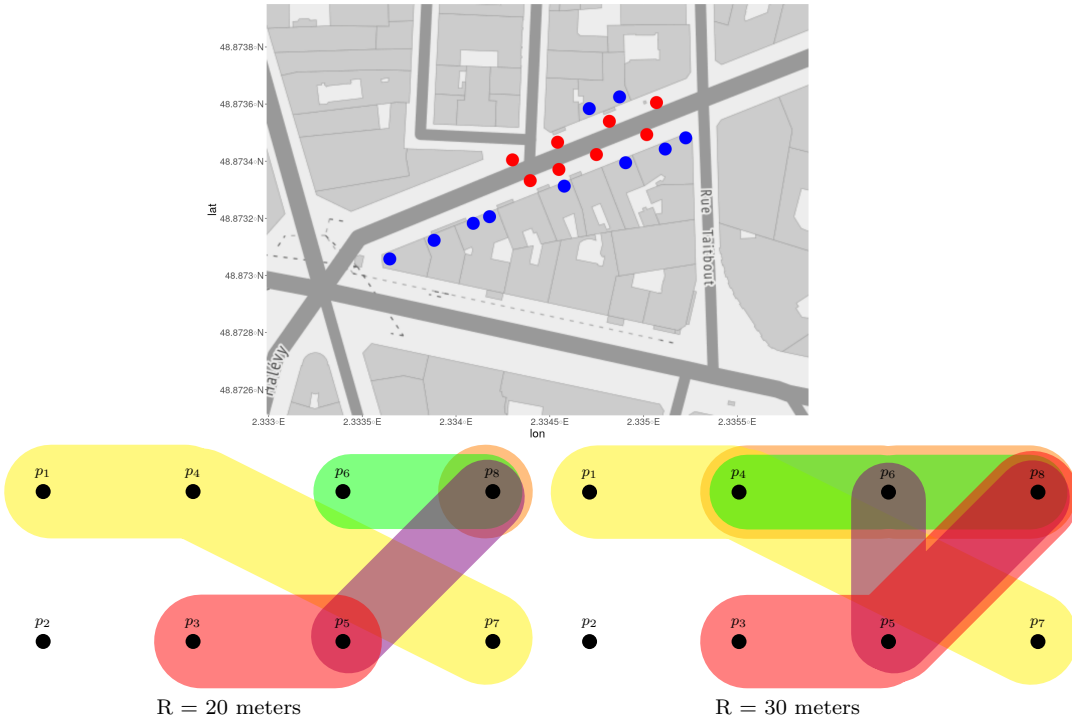 48.8738°N
48.8736°N
48.8734°N
48.8732°N
48.873°N
48.8728°N
48.8726°N
lat
Rue Taitbout
Halévy
2.333°E 2.3335°E 2.334°E 2.3345°E 2.335°E 2.3355°E
lon
p1 p4 p6 p8
p2 p3 p5 p7
R = 20 meters
p1 p4 p6 p8
p2 p3 p5 p7
R = 30 meters